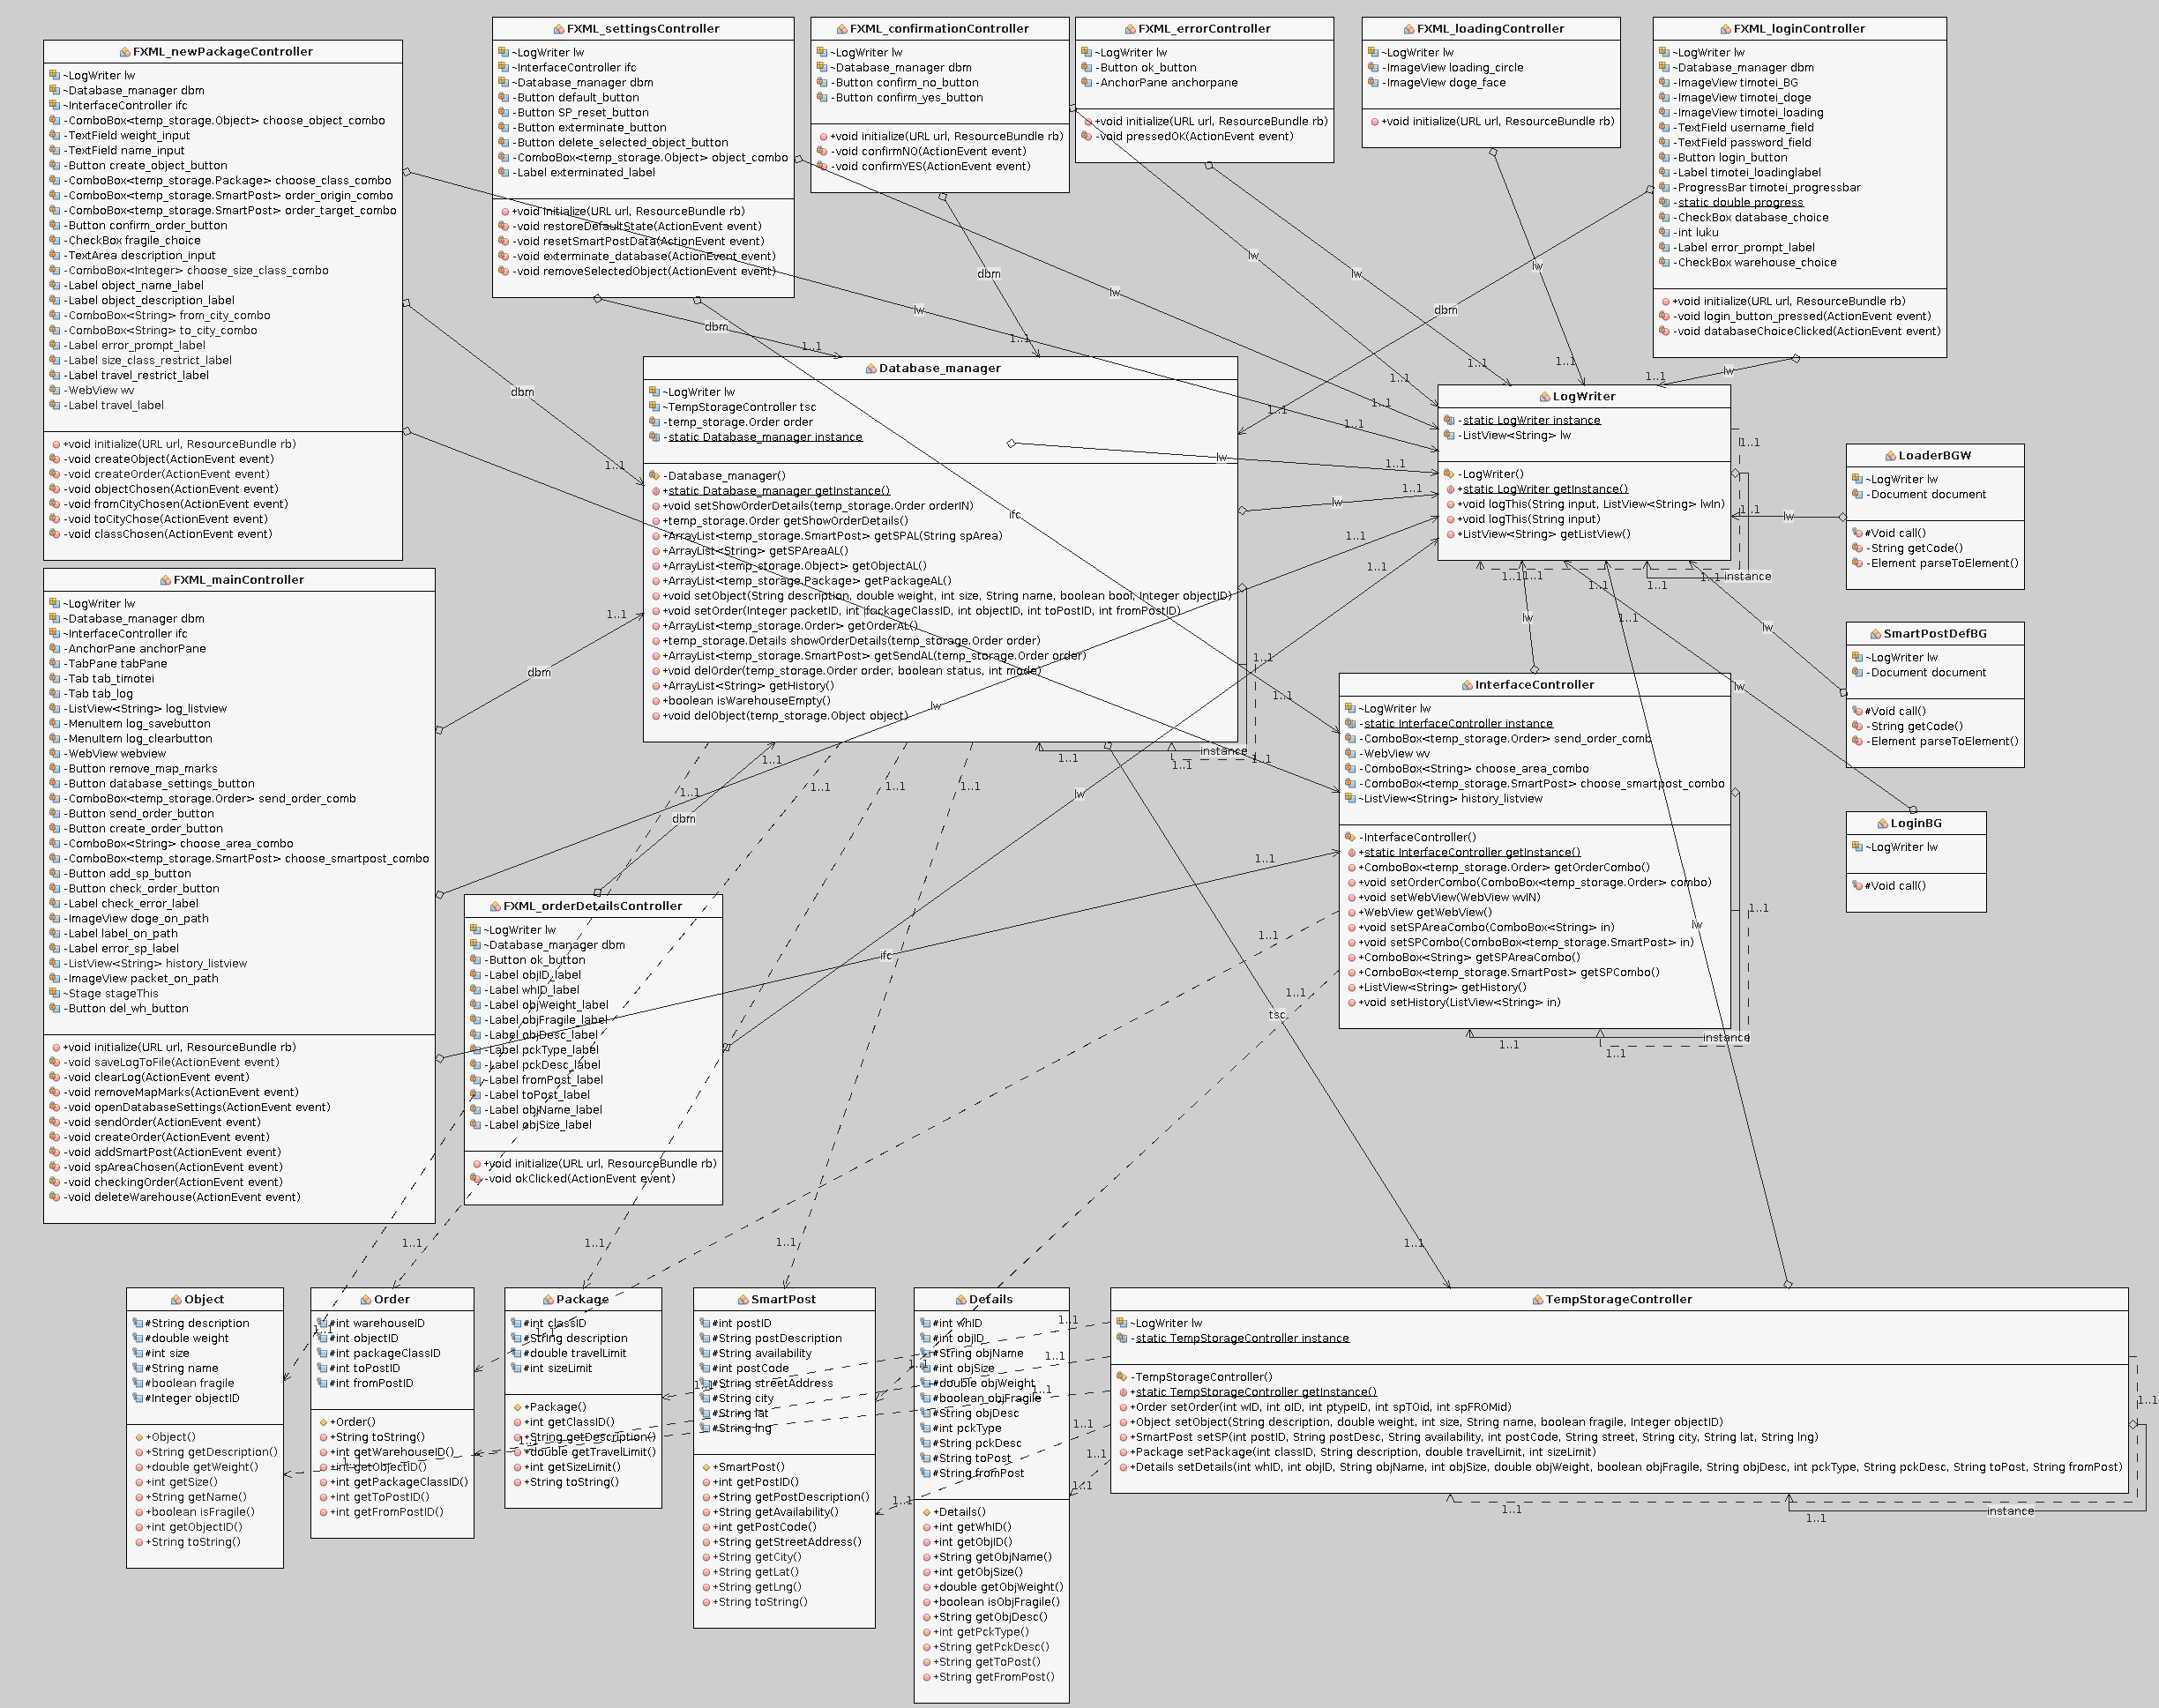 FXML_newPackageController
~LogWriter lw
~Database_manager dbm
~InterfaceController ifc
-ComboBox<temp_storage.Object> choose_object_combo
-TextField weight_input
-TextField name_input
-Button create_object_button
-ComboBox<temp_storage.Package> choose_class_combo
-ComboBox<temp_storage.SmartPost> order_origin_combo
-ComboBox<temp_storage.SmartPost> order_target_combo
-Button confirm_order_button
-CheckBox fragile_choice
-TextArea description_input
-ComboBox<Integer> choose_size_class_combo
-Label object_name_label
-Label object_description_label
-ComboBox<String> from_city_combo
-ComboBox<String> to_city_combo
-Label error_prompt_label
-Label size_class_restrict_label
-Label travel_restrict_label
-WebView wv
-Label travel_label
+void initialize(URL url, ResourceBundle rb)
-void createObject(ActionEvent event)
-void createOrder(ActionEvent event)
-void objectChosen(ActionEvent event)
-void fromCityChosen(ActionEvent event)
-void toCityChose(ActionEvent event)
-void classChosen(ActionEvent event)
FXML_settingsController
~LogWriter lw
~InterfaceController ifc
~Database_manager dbm
-Button default_button
-Button SP_reset_button
-Button exterminate_button
-Button delete_selected_object_button
-ComboBox<temp_storage.Object> object_combo
-Label exterminated_label
+void initialize(URL url, ResourceBundle rb)
-void restoreDefaultState(ActionEvent event)
-void resetSmartPostData(ActionEvent event)
-void exterminate_database(ActionEvent event)
-void removeSelectedObject(ActionEvent event)
FXML_confirmationController
~LogWriter lw
~Database_manager dbm
-Button confirm_no_button
-Button confirm_yes_button
+void initialize(URL url, ResourceBundle rb)
-void confirmNO(ActionEvent event)
-void confirmYES(ActionEvent event)
FXML_errorController
~LogWriter lw
-Button ok_button
-AnchorPane anchorpane
+void initialize(URL url, ResourceBundle rb)
-void pressedOK(ActionEvent event)
FXML_loadingController
~LogWriter lw
-ImageView loading_circle
-ImageView doge_face
+void initialize(URL url, ResourceBundle rb)
FXML_loginController
~LogWriter lw
~Database_manager dbm
-ImageView timotei_BG
-ImageView timotei_doge
-ImageView timotei_loading
-TextField username_field
-TextField password_field
-Button login_button
-Label timotei_loadinglabel
-ProgressBar timotei_progressbar
-static double progress
-CheckBox database_choice
-int luku
-Label error_prompt_label
-CheckBox warehouse_choice
+void initialize(URL url, ResourceBundle rb)
-void login_button_pressed(ActionEvent event)
-void databaseChoiceClicked(ActionEvent event)
lw
lw
lw
dbm
lw
lw
dbm
dbm
lw
1..1
1..1
1..1
1..1
1..1
1..1
1..1
1..1
1..1
dbm
1..1
Database_manager
~LogWriter lw
~TempStorageController tsc
-temp_storage.Order order
-static Database_manager instance
-Database_manager()
+static Database_manager getInstance()
+void setShowOrderDetails(temp_storage.Order orderIN)
+temp_storage.Order getShowOrderDetails()
+ArrayList<temp_storage.SmartPost> getSPAL(String spArea)
+ArrayList<String> getSPAreaAL()
+ArrayList<temp_storage.Object> getObjectAL()
+ArrayList<temp_storage.Package> getPackageAL()
+void setObject(String description, double weight, int size, String name, boolean bool, Integer objectID)
+void setOrder(Integer packetID, int packageClassID, int objectID, int toPostID, int fromPostID)
+ArrayList<temp_storage.Order> getOrderAL()
+temp_storage.Details showOrderDetails(temp_storage.Order order)
+ArrayList<temp_storage.SmartPost> getSendAL(temp_storage.Order order)
+void delOrder(temp_storage.Order order, boolean status, int mode)
+ArrayList<String> getHistory()
+boolean isWarehouseEmpty()
+void delObject(temp_storage.Object object)
lw
1..1
lw
1..1
ifc
1..1
1..1
LogWriter
-static LogWriter instance
-ListView<String> lw
-LogWriter()
+static LogWriter getInstance()
+void logThis(String input, ListView<String> lwIn)
+void logThis(String input)
+ListView<String> getListView()
1..1
1..1
lw
instance
1..1
1..1
1..1
1..1
1..1
1..1
lw
lw
lw
LoaderBGW
~LogWriter lw
-Document document
#Void call()
-String getCode()
-Element parseToElement()
SmartPostDefBG
~LogWriter lw
-Document document
#Void call()
-String getCode()
-Element parseToElement()
LoginBG
~LogWriter lw
#Void call()
FXML_mainController
~LogWriter lw
~Database_manager dbm
~InterfaceController ifc
-AnchorPane anchorPane
-TabPane tabPane
-Tab tab_timotei
-Tab tab_log
-ListView<String> log_listview
-MenuItem log_savebutton
-MenuItem log_clearbutton
-WebView webview
-Button remove_map_marks
-Button database_settings_button
-ComboBox<temp_storage.Order> send_order_comb
-Button send_order_button
-Button create_order_button
-ComboBox<String> choose_area_combo
-ComboBox<temp_storage.SmartPost> choose_smartpost_combo
-Button add_sp_button
-Button check_order_button
-Label check_error_label
-ImageView doge_on_path
-Label label_on_path
-Label error_sp_label
-ListView<String> history_listview
-ImageView packet_on_path
~Stage stageThis
-Button del_wh_button
+void initialize(URL url, ResourceBundle rb)
-void saveLogToFile(ActionEvent event)
-void clearLog(ActionEvent event)
-void removeMapMarks(ActionEvent event)
-void openDatabaseSettings(ActionEvent event)
-void sendOrder(ActionEvent event)
-void createOrder(ActionEvent event)
-void addSmartPost(ActionEvent event)
-void spAreaChosen(ActionEvent event)
-void checkingOrder(ActionEvent event)
-void deleteWarehouse(ActionEvent event)
1..1
dbm
1..1
1..1
1..1
1..1
lw
1..1
instance
1..1
1..1
1..1
1..1
1..1
1..1
1..1
1..1
dbm
lw
1..1
ifc
FXML_orderDetailsController
~LogWriter lw
~Database_manager dbm
-Button ok_button
-Label objID_label
-Label whID_label
-Label objWeight_label
-Label objFragile_label
-Label objDesc_label
-Label pckType_label
-Label pckDesc_label
-Label fromPost_label
-Label toPost_label
-Label objName_label
-Label objSize_label
+void initialize(URL url, ResourceBundle rb)
-void okClicked(ActionEvent event)
InterfaceController
~LogWriter lw
-static InterfaceController instance
-ComboBox<temp_storage.Order> send_order_comb
-WebView wv
-ComboBox<String> choose_area_combo
-ComboBox<temp_storage.SmartPost> choose_smartpost_combo
~ListView<String> history_listview
-InterfaceController()
+static InterfaceController getInstance()
+ComboBox<temp_storage.Order> getOrderCombo()
+void setOrderCombo(ComboBox<temp_storage.Order> combo)
+void setWebView(WebView wvIN)
+WebView getWebView()
+void setSPAreaCombo(ComboBox<String> in)
+void setSPCombo(ComboBox<temp_storage.SmartPost> in)
+ComboBox<String> getSPAreaCombo()
+ComboBox<temp_storage.SmartPost> getSPCombo()
+ListView<String> getHistory()
+void setHistory(ListView<String> in)
1..1
lw
1..1
1..1
tsc
instance
1..1
1..1
1..1
1..1
1..1
1..1
Object
#String description
#double weight
#int size
#String name
#boolean fragile
#Integer objectID
+Object()
+String getDescription()
+double getWeight()
+int getSize()
+String getName()
+boolean isFragile()
+int getObjectID()
+String toString()
1..1
Order
#int warehouseID
#int objectID
#int packageClassID
#int toPostID
#int fromPostID
+Order()
+String toString()
+int getWarehouseID()
+int getObjectID()
+int getPackageClassID()
+int getToPostID()
+int getFromPostID()
1..1
Package
#int classID
#String description
#double travelLimit
#int sizeLimit
+Package()
+int getClassID()
+String getDescription()
+double getTravelLimit()
+int getSizeLimit()
+String toString()
1..1
1..1
SmartPost
#int postID
#String postDescription
#String availability
#int postCode
#String streetAddress
#String city
#String lat
#String lng
+SmartPost()
+int getPostID()
+String getPostDescription()
+String getAvailability()
+int getPostCode()
+String getStreetAddress()
+String getCity()
+String getLat()
+String getLng()
+String toString()
1..1
1..1
1..1
Details
#int whID
#int objID
#String objName
#int objSize
#double objWeight
#boolean objFragile
#String objDesc
#int pckType
#String pckDesc
#String toPost
#String fromPost
+Details()
+int getWhID()
+int getObjID()
+String getObjName()
+int getObjSize()
+double getObjWeight()
+boolean isObjFragile()
+String getObjDesc()
+int getPckType()
+String getPckDesc()
+String getToPost()
+String getFromPost()
1..1
1..1
1..1
1..1
1..1
1..1
TempStorageController
~LogWriter lw
-static TempStorageController instance
-TempStorageController()
+static TempStorageController getInstance()
+Order setOrder(int wID, int oID, int ptypeID, int spTOid, int spFROMid)
+Object setObject(String description, double weight, int size, String name, boolean fragile, Integer objectID)
+SmartPost setSP(int postID, String postDesc, String availability, int postCode, String street, String city, String lat, String lng)
+Package setPackage(int classID, String description, double travelLimit, int sizeLimit)
+Details setDetails(int whID, int objID, String objName, int objSize, double objWeight, boolean objFragile, String objDesc, int pckType, String pckDesc, String toPost, String fromPost)
1..1
1..1
instance
1..1